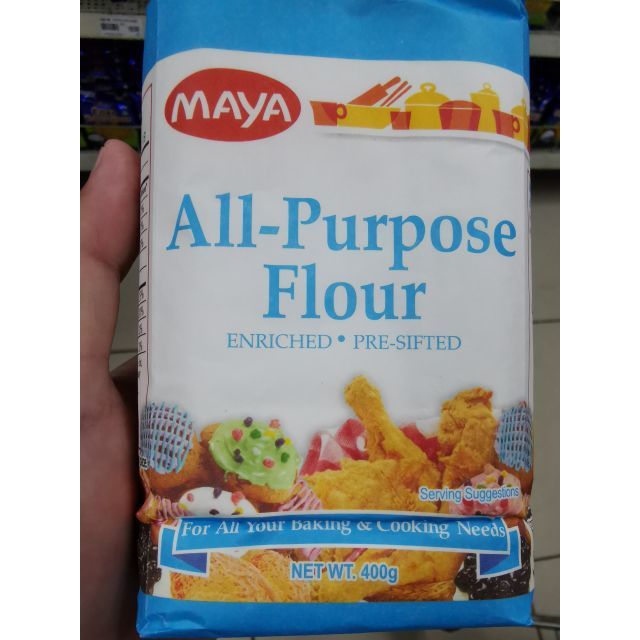 MAYA
All-Purpose
Flour
ENRICHED • PRE-SIFTED
Serving Suggestions
For All Your Baking & Cooking Needs
NET WT. 400g